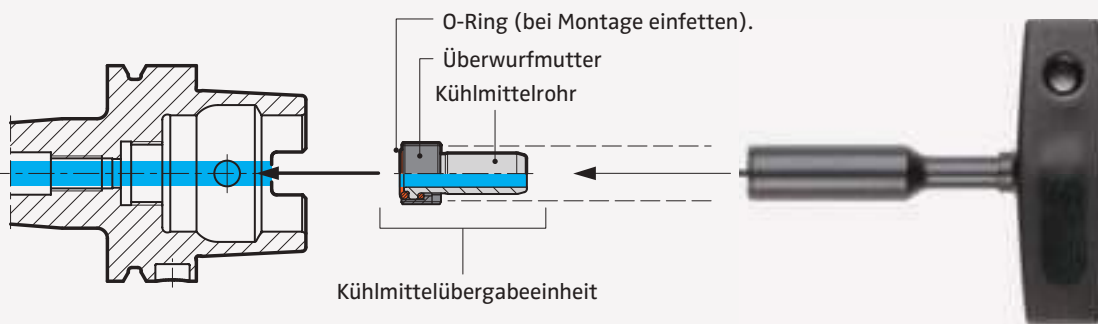 O-Ring (bei Montage einfetten).
Überwurfmutter
Kühlmittelrohr
Kühlmittelübergabeeinheit